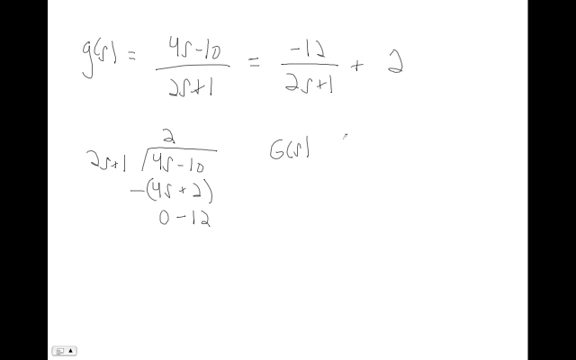 g(s) = 4s-10 / 2s+1 = -12 / 2s+1 + 2
2
2s+1 √4s-10
-(4s+2)
0-12
G(s)